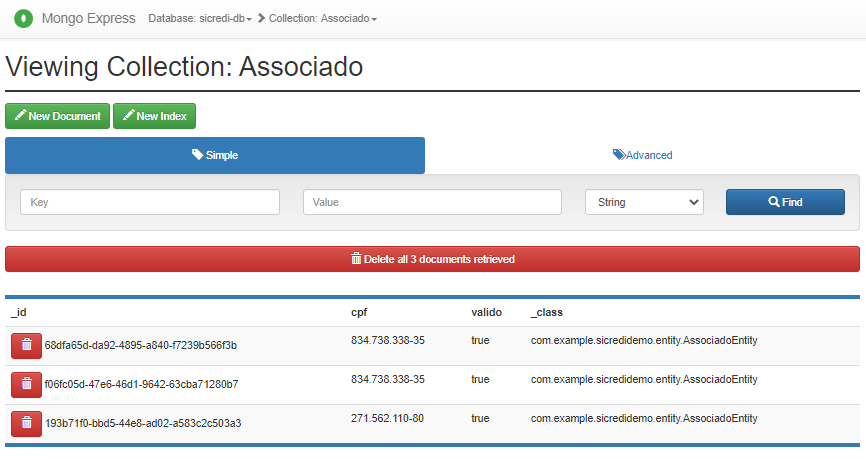 Mongo Express Database: sicredi-db Collection: Associado
Viewing Collection: Associado
New Document New Index
Simple Advanced
Key Value String Find
Delete all 3 documents retrieved
_id cpf valido _class
68dfa65d-da92-4895-a840-f7239b566f3b 834.738.338-35 true com.example.sicredidemo.entity.AssociadoEntity
f06fc05d-47e6-46d1-9642-63cba71280b7 834.738.338-35 true com.example.sicredidemo.entity.AssociadoEntity
193b71f0-bbd5-44e8-ad02-a583c2c503a3 271.562.110-80 true com.example.sicredidemo.entity.AssociadoEntity